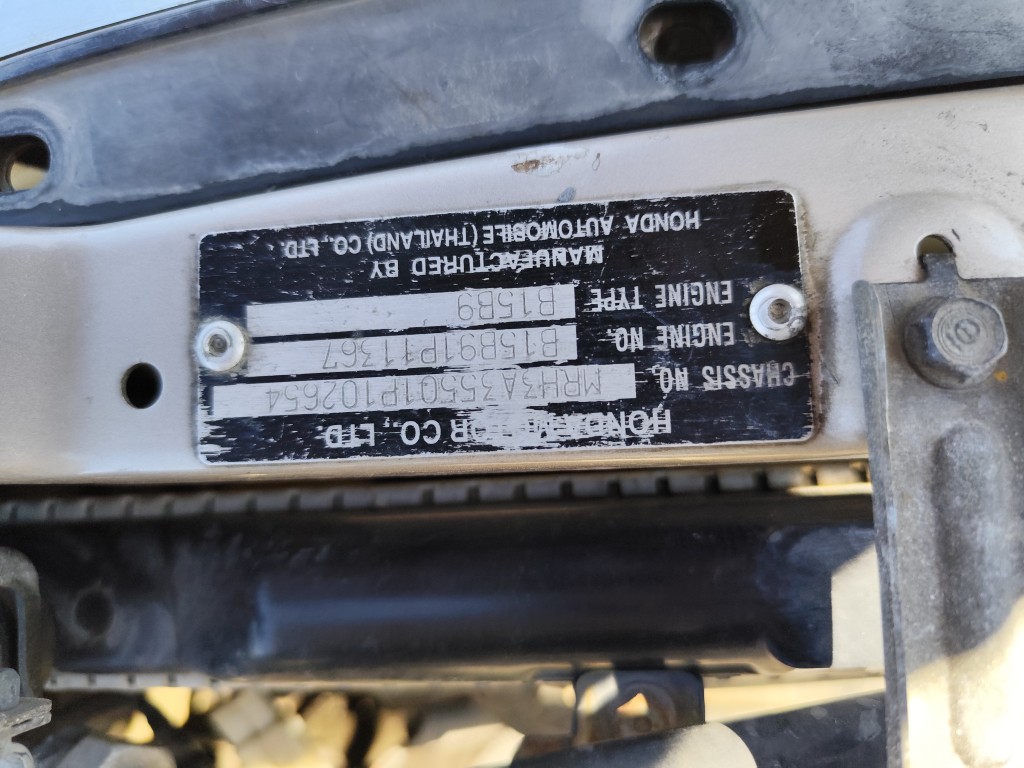 HONDA MOTOR CO., LTD.
CHASSIS NO. MRH3A35501P102654
ENGINE NO. B15B91P11367
ENGINE TYPE B15B9
MANUFACTURED BY
HONDA AUTOMOBILE (THAILAND) CO., LTD.